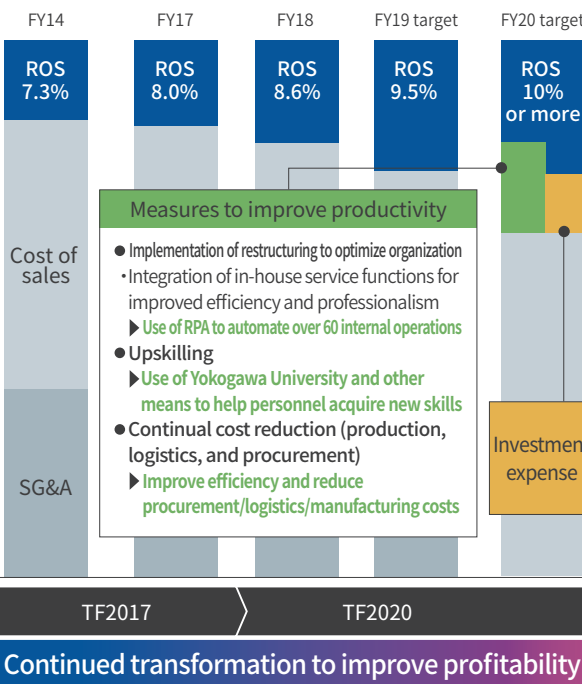 FY14 FY17 FY18 FY19 target FY20 target
ROS
7.3%
ROS
8.0%
ROS
8.6%
ROS
9.5%
ROS
10%
or more
Cost of
sales
SG&A
Measures to improve productivity
● Implementation of restructuring to optimize organization
・Integration of in-house service functions for
improved efficiency and professionalism
▶ Use of RPA to automate over 60 internal operations
● Upskilling
▶ Use of Yokogawa University and other
means to help personnel acquire new skills
● Continual cost reduction (production,
logistics, and procurement)
▶ Improve efficiency and reduce
procurement/logistics/manufacturing costs
Investmen
expense
TF2017 TF2020
Continued transformation to improve profitability